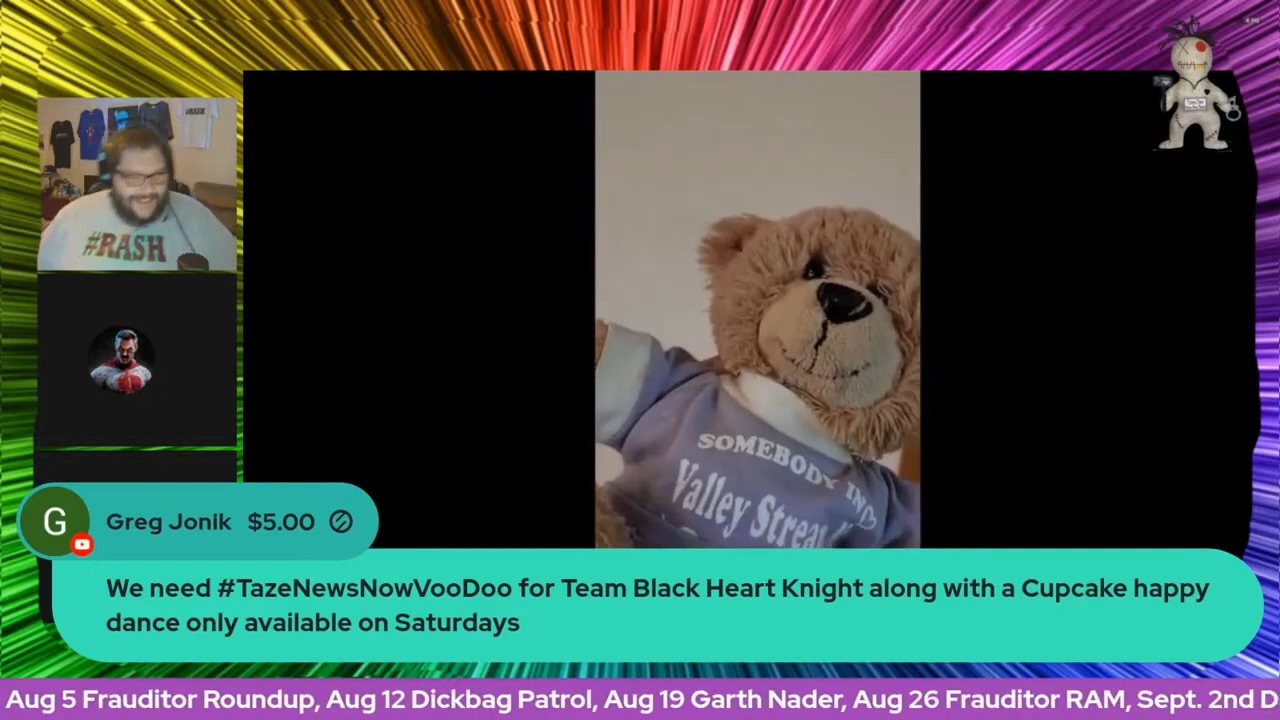 #RASH
SOMEBODY IN
Valley Strea
Greg Jonik $5.00
We need #TazeNewsNowVooDoo for Team Black Heart Knight along with a Cupcake happy
dance only available on Saturdays
Aug 5 Frauditor Roundup, Aug 12 Dickbag Patrol, Aug 19 Garth Nader, Aug 26 Frauditor RAM, Sept. 2nd D